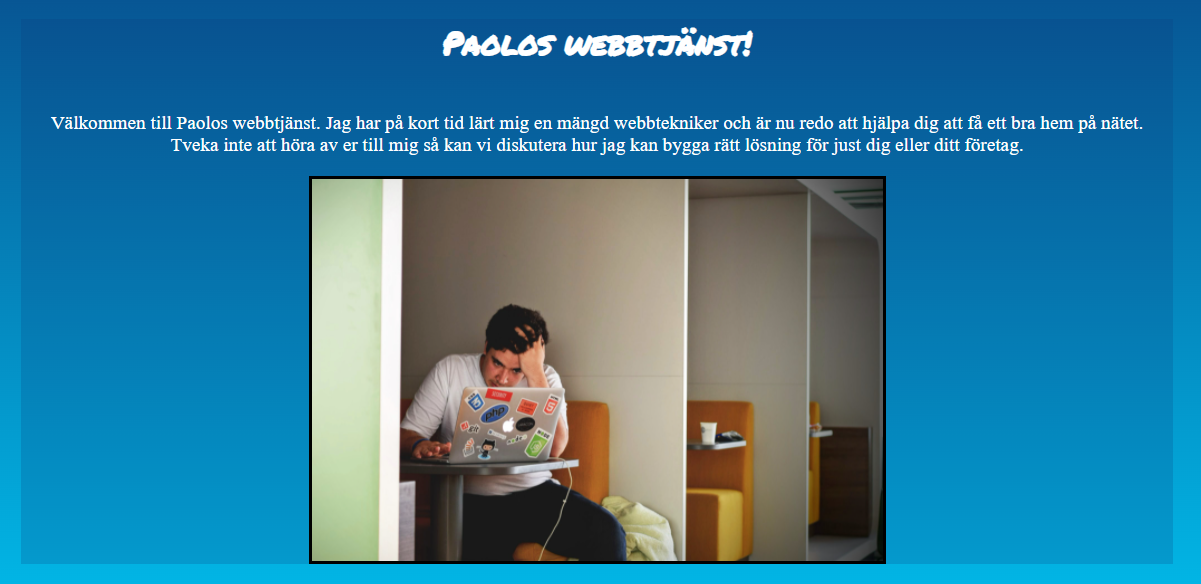 Paolos webbtjänst!
Välkommen till Paolos webbtjänst. Jag har på kort tid lärt mig en mängd webbtekniker och är nu redo att hjälpa dig att få ett bra hem på nätet.
Tveka inte att höra av er till mig så kan vi diskutera hur jag kan bygga rätt lösning för just dig eller ditt företag.
php
git